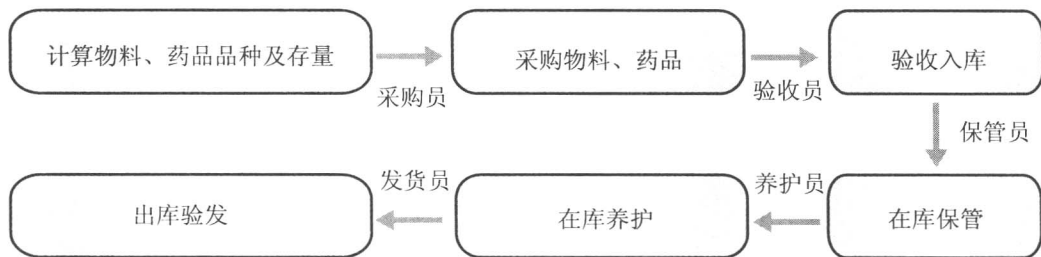 计算物料、药品品种及存量
采购员
采购物料、药品
验收员
验收入库
保管员
在库保管
养护员
在库养护
发货员
出库验发